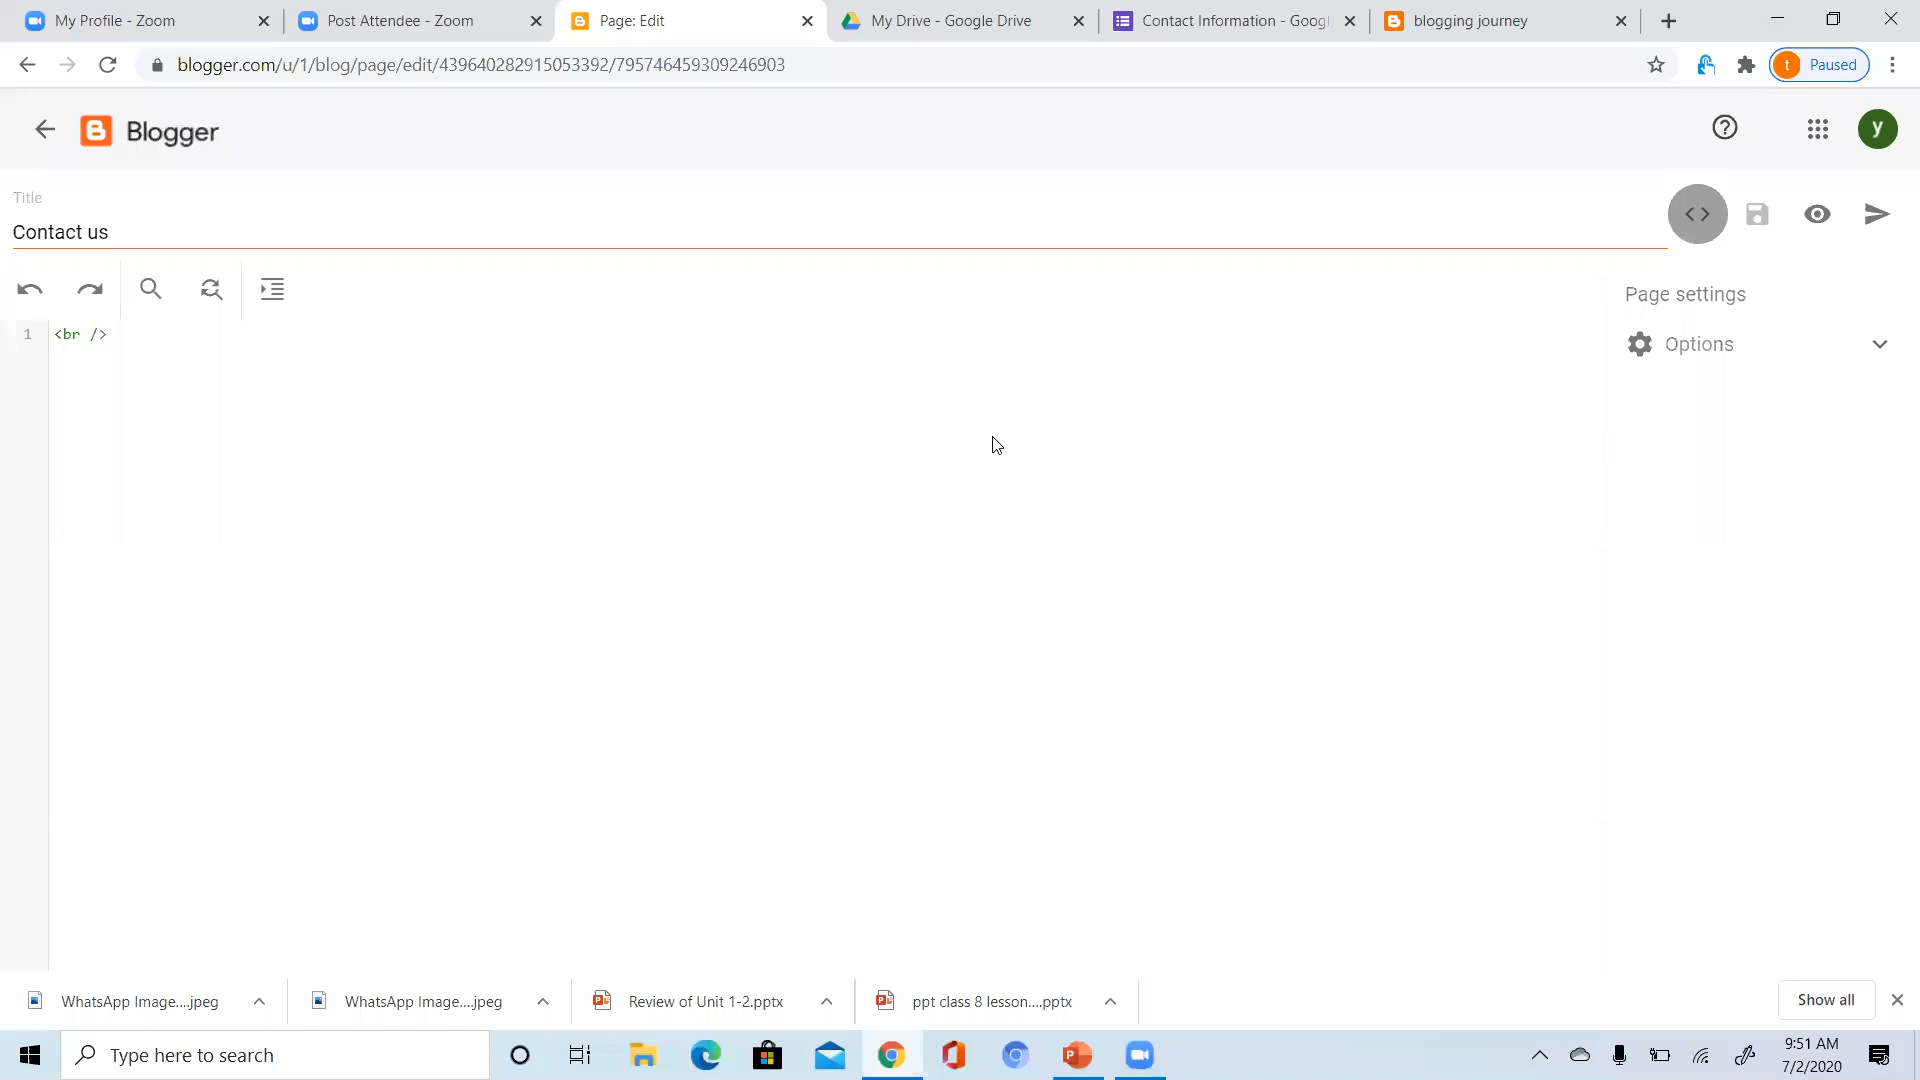 My Profile - Zoom
Post Attendee - Zoom
Page: Edit
My Drive - Google Drive
Contact Information - Googl
blogging journey
blogger.com/u/1/blog/page/edit/439640282915053392/795746459309246903
t Paused
Blogger
y
Title
Contact us
Page settings
1 <br />
Options
WhatsApp Image....jpeg
WhatsApp Image....jpeg
Review of Unit 1-2.pptx
ppt class 8 lesson....pptx
Show all
Type here to search
9:51 AM
7/2/2020